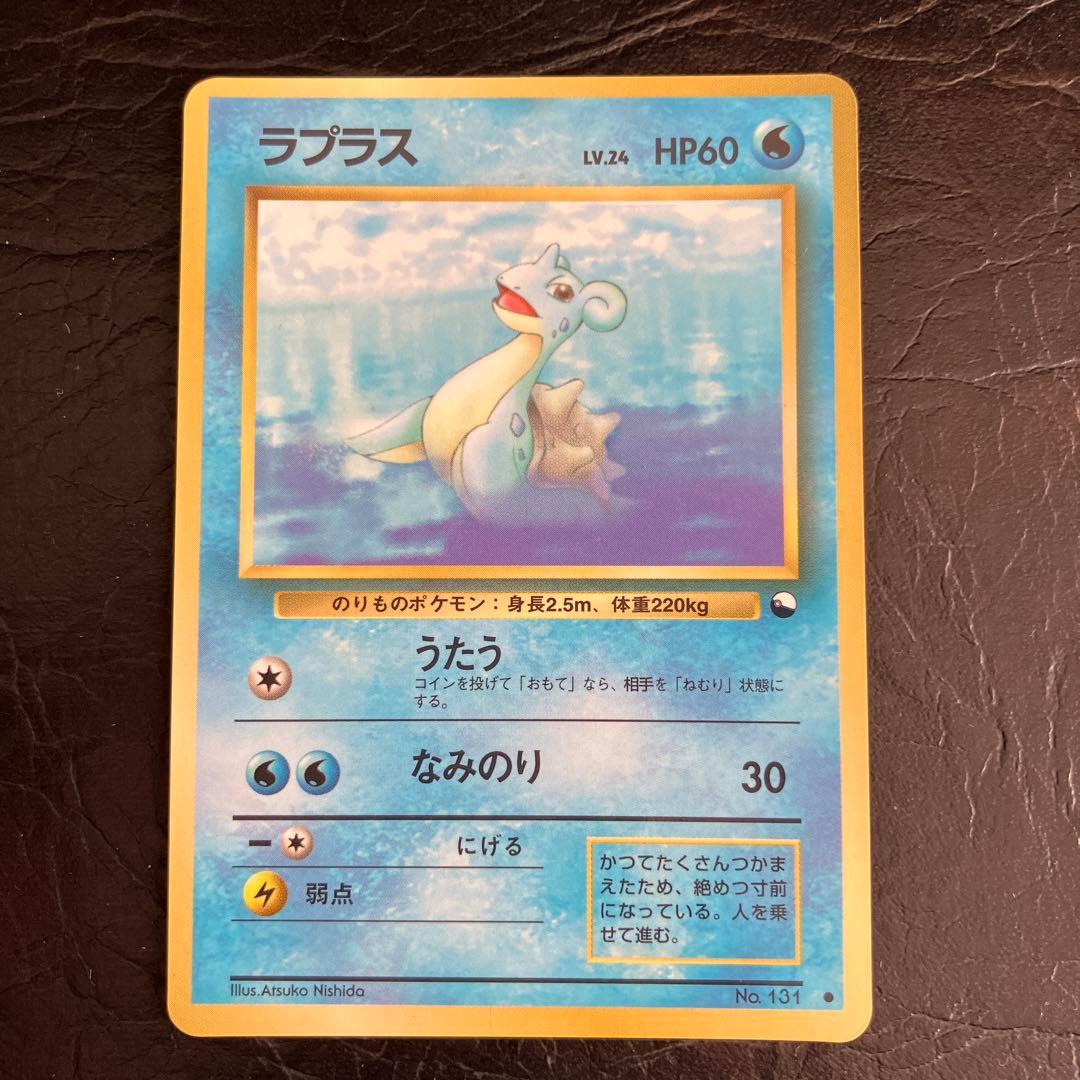 ラプラス LV.24 HP60
のりものポケモン：身長2.5m、体重220kg
うたう
コインを投げて「おもて」なら、相手を「ねむり」状態に
する。
なみのり 30
にげる
弱点
かつてたくさんつかま
えたため、絶めつ寸前
になっている。人を乗
せて進む。
Illus.Atsuko Nishida
No. 131 ●